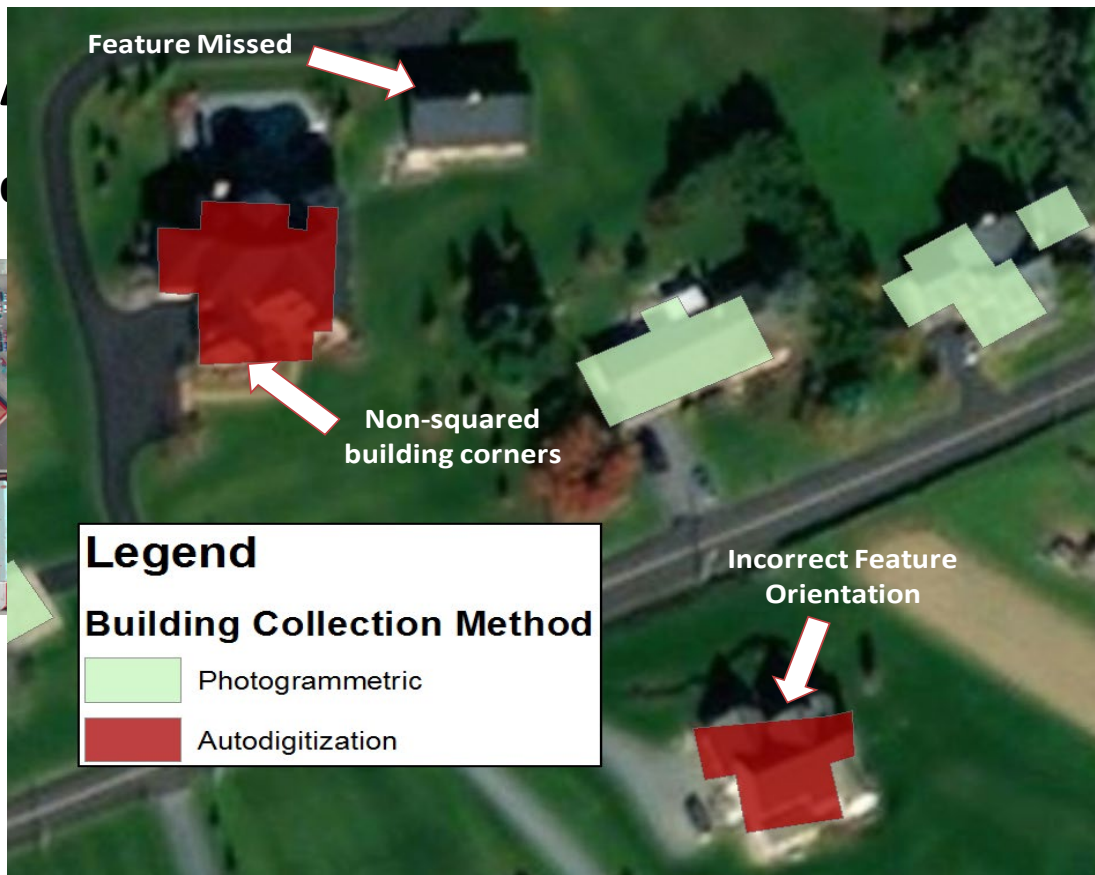 Feature Missed
Non-squared
building corners
Legend
Building Collection Method
Photogrammetric
Autodigitization
Incorrect Feature
Orientation